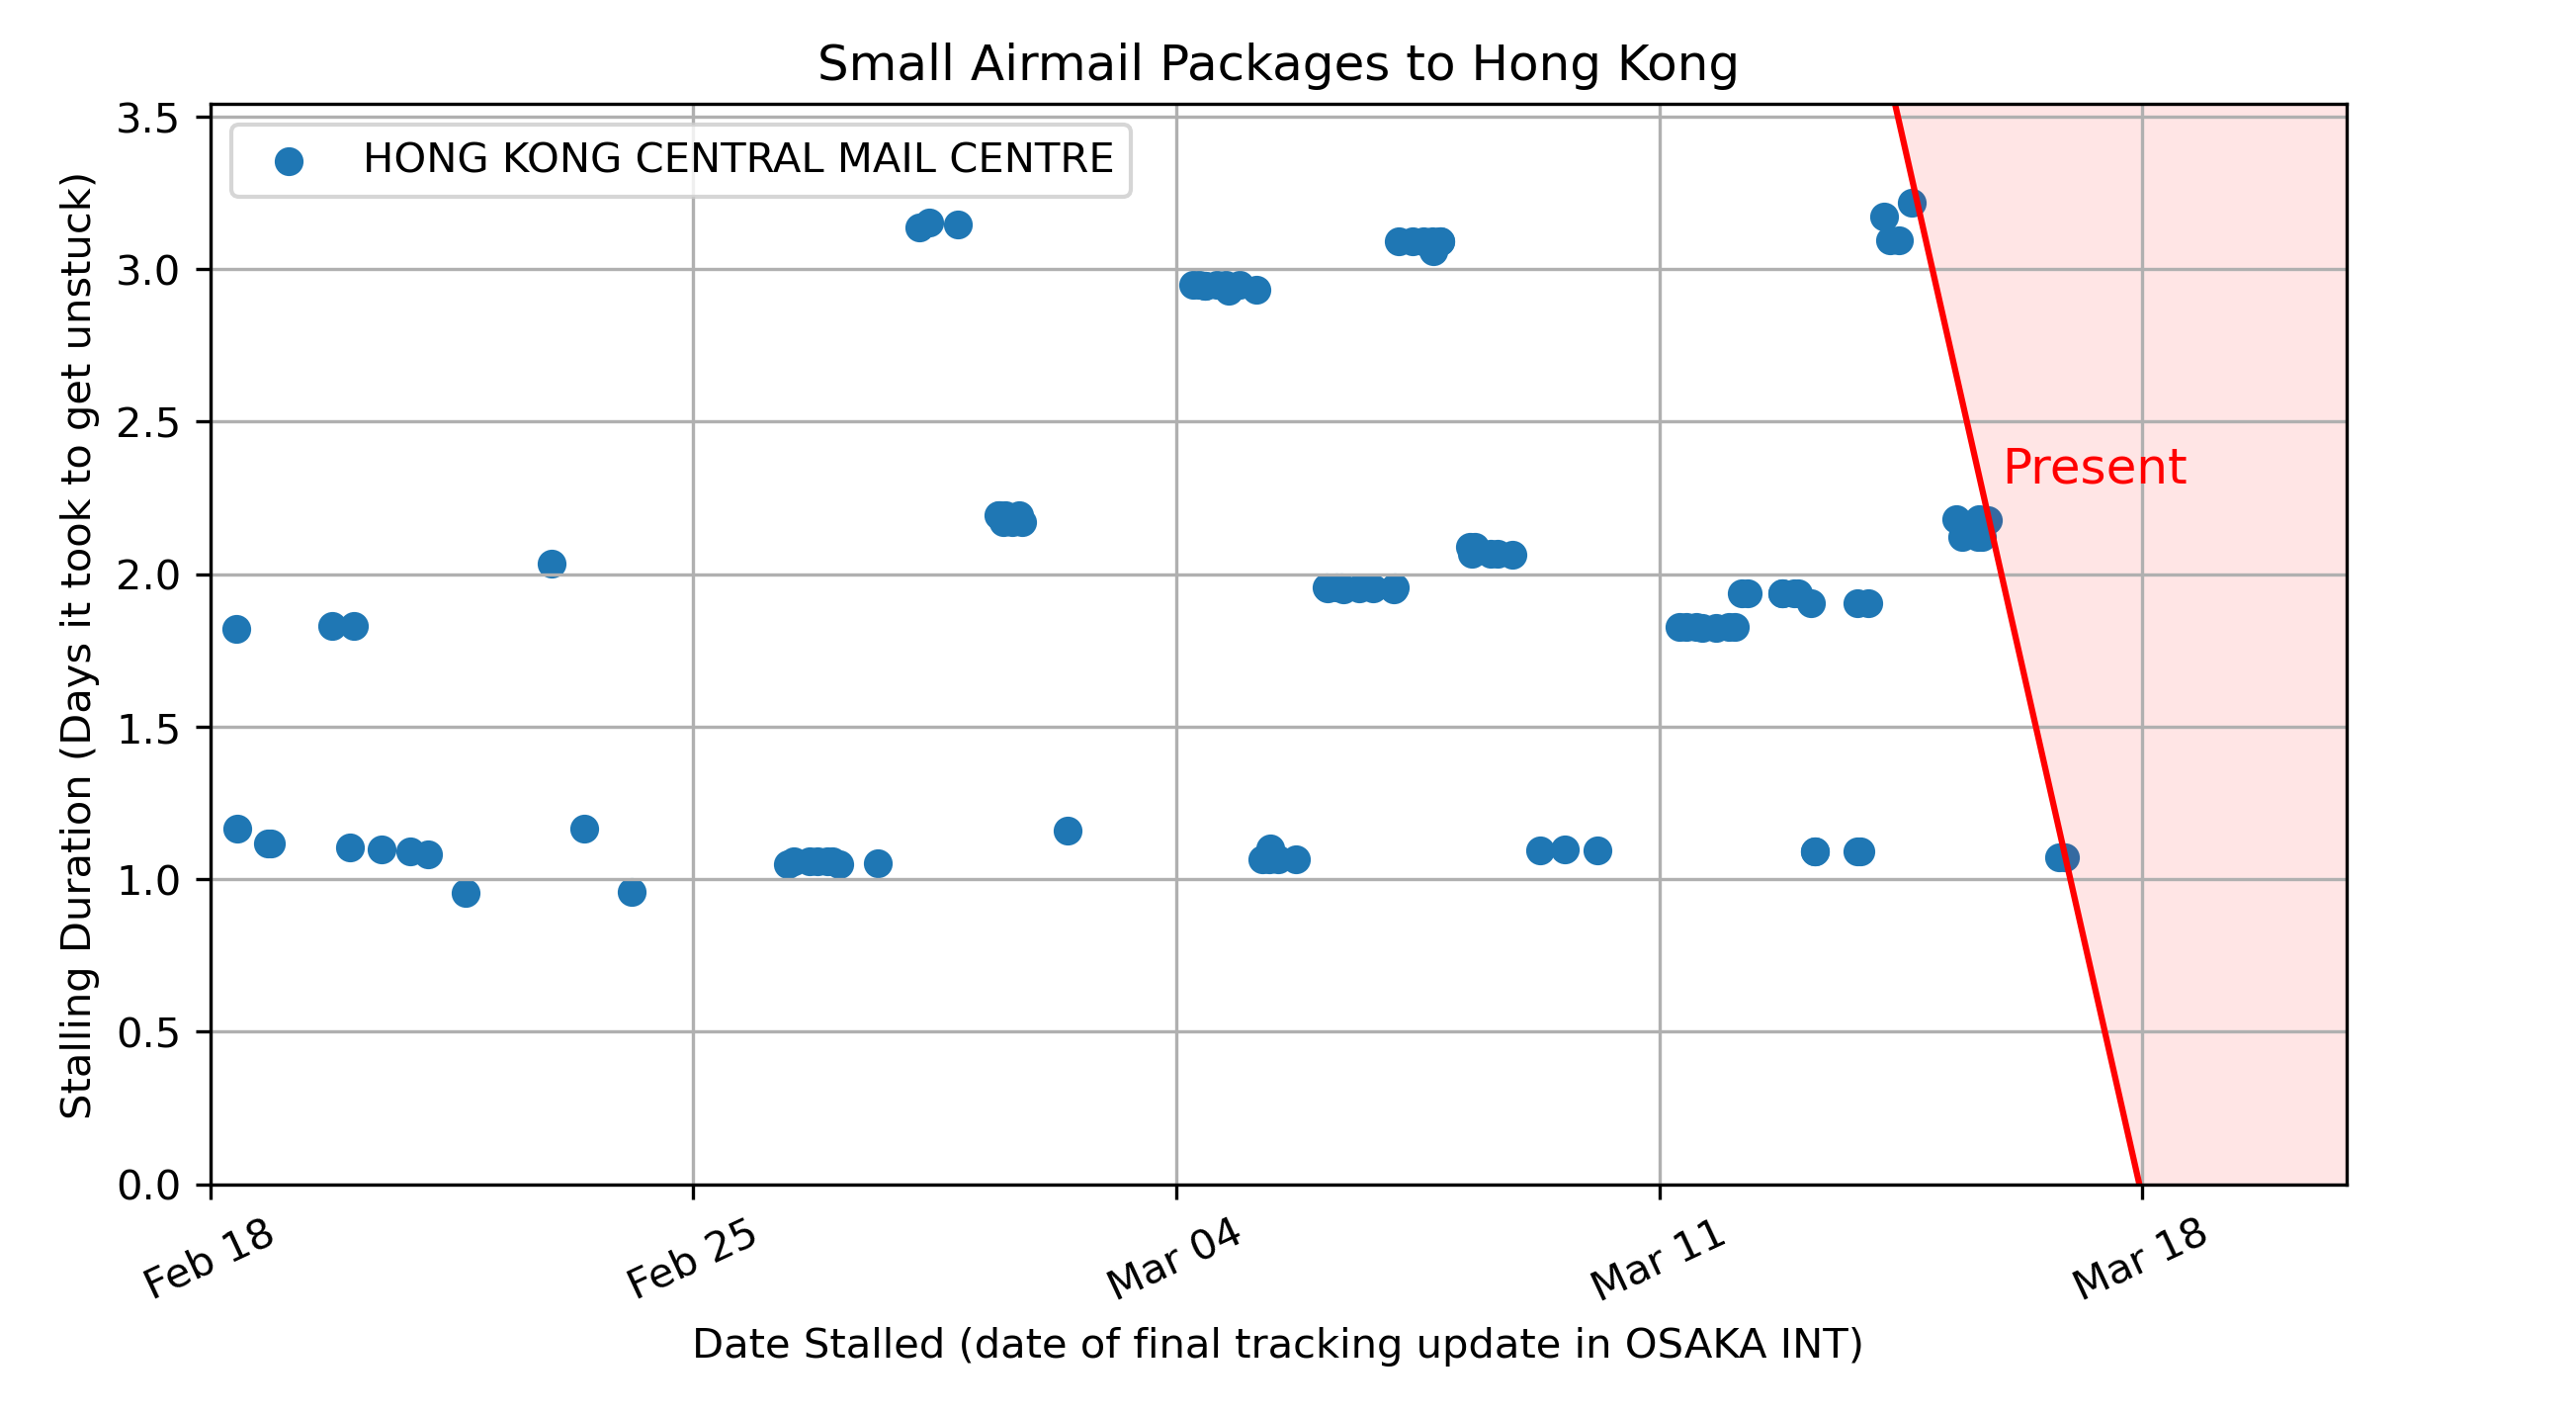 Small Airmail Packages to Hong Kong
HONG KONG CENTRAL MAIL CENTRE
Stalling Duration (Days it took to get unstuck)
3.5
3.0
2.5
2.0
1.5
1.0
0.5
0.0
Present
Feb 18
Feb 25
Mar 04
Mar 11
Mar 18
Date Stalled (date of final tracking update in OSAKA INT)